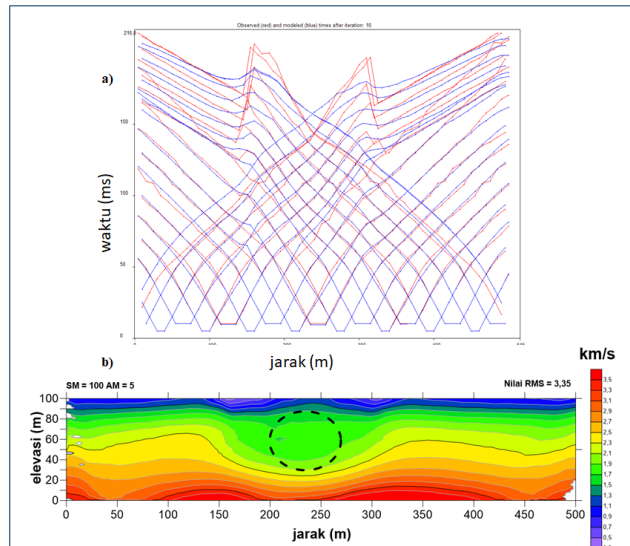 Observed (red) and modeled (blue) times after iteration: 10
216.6
a)
150
waktu (ms)
100
50
0
0
b)
jarak (m)
km/s
SM = 100 AM = 5
Nilai RMS = 3,35
elevasi (m)
100
80
60
40
20
0
0 50 100 150 200 250 300 350 400 450 500
jarak (m)
3,5
3,3
3,1
2,9
2,7
2,5
2,3
2,1
1,9
1,7
1,5
1,3
1,1
0,9
0,7
0,5